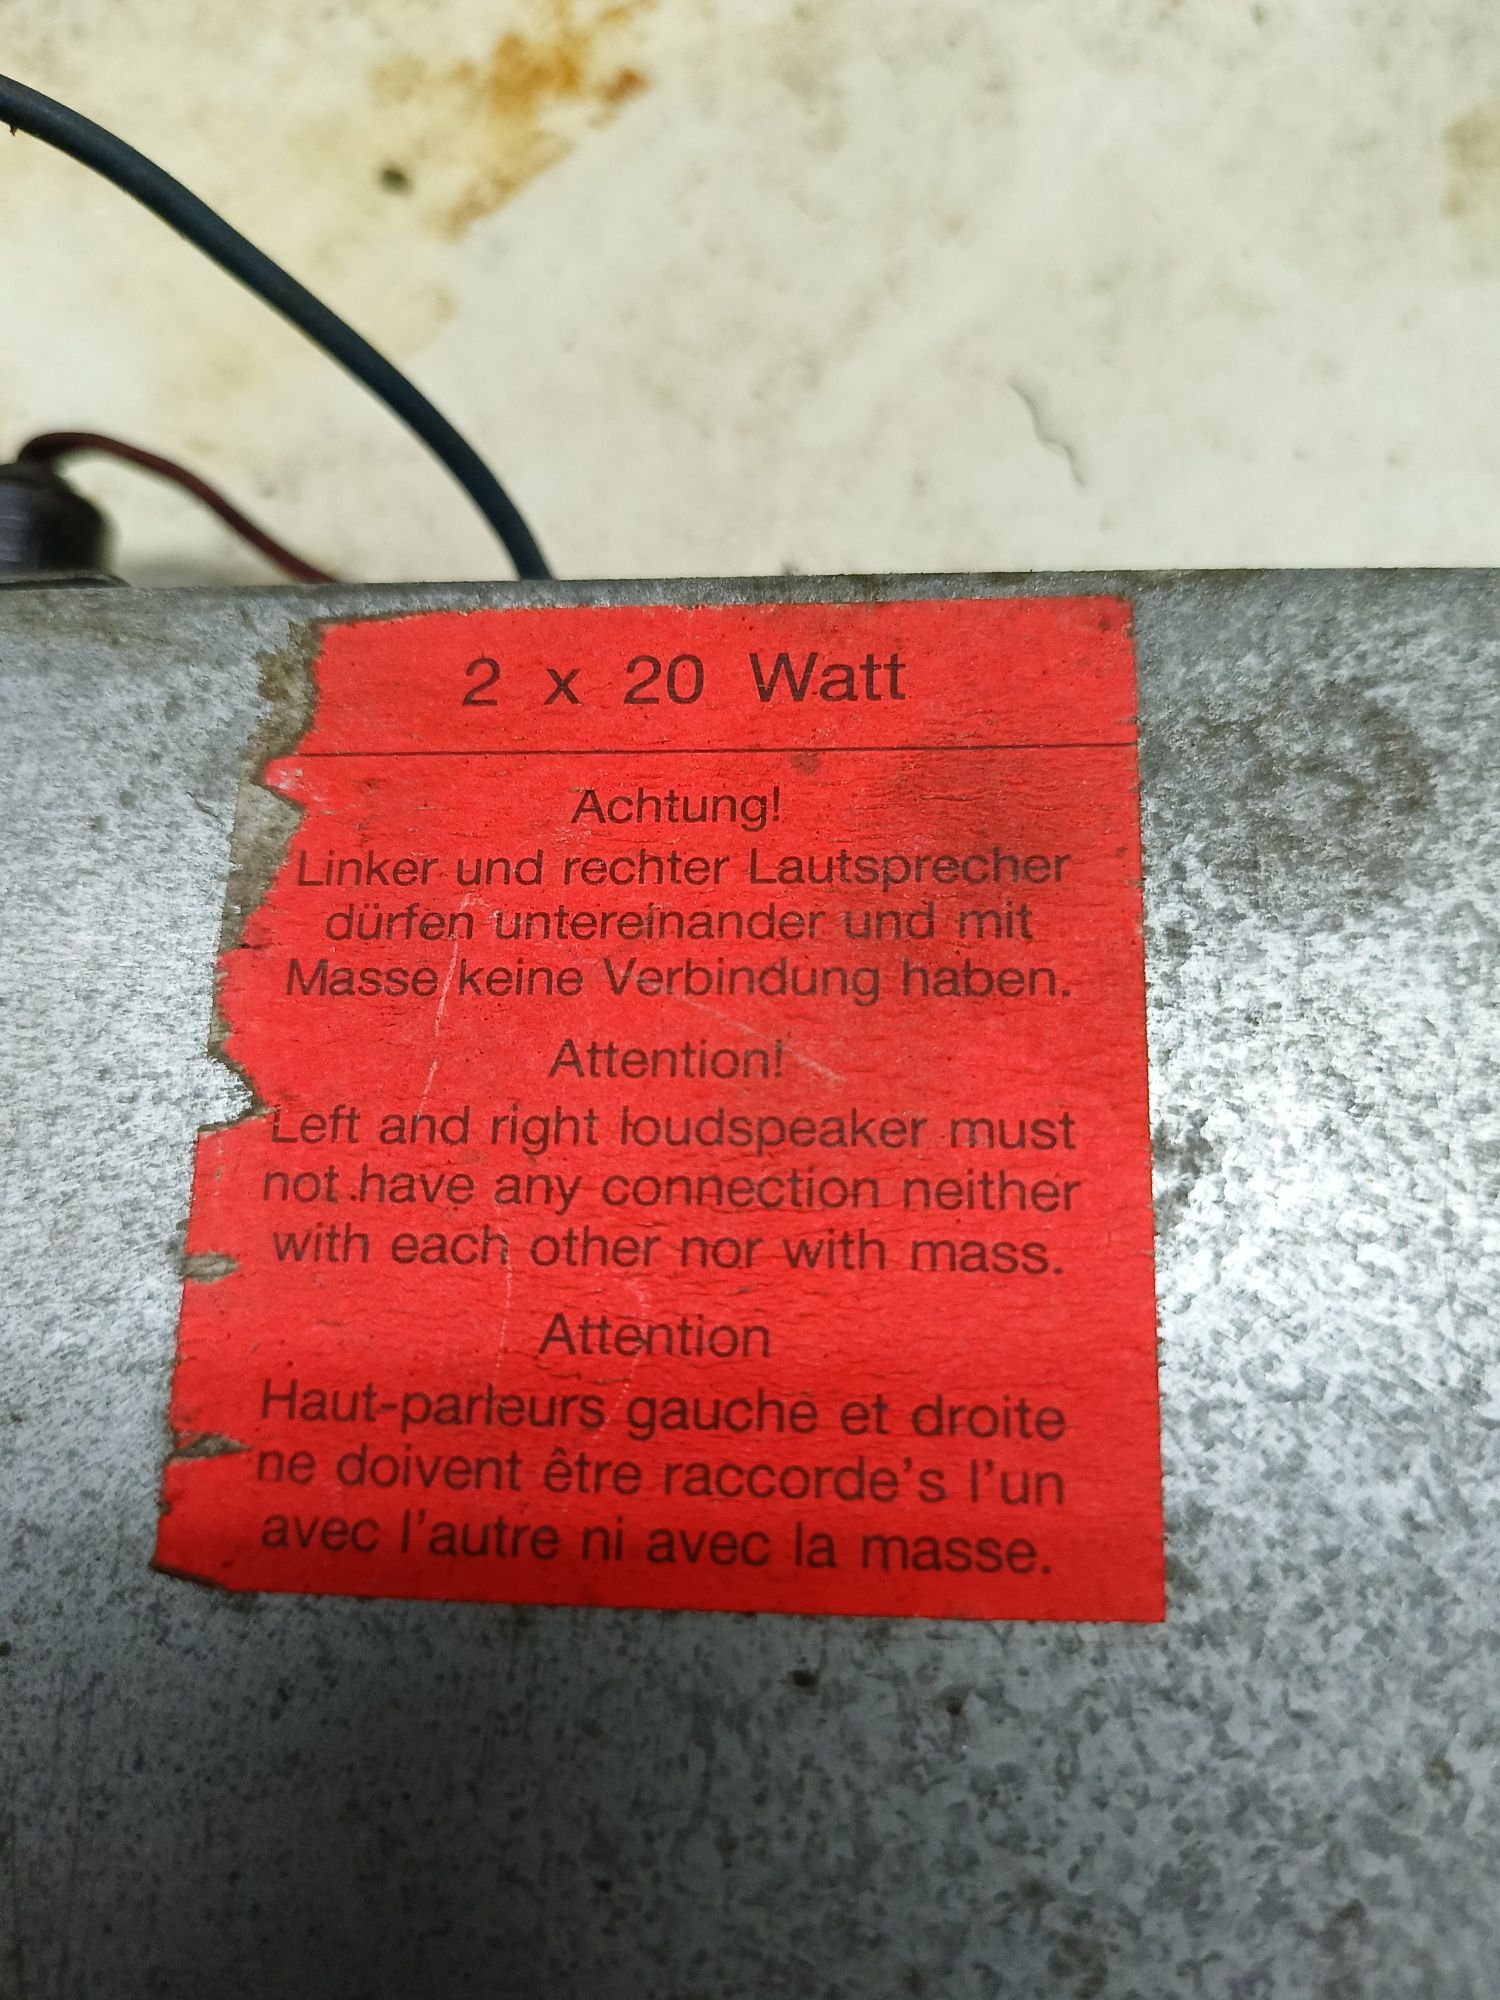 2 x 20 Watt
Achtung!
Linker und rechter Lautsprecher
dürfen untereinander und mit
Masse keine Verbindung haben.
Attention!
Left and right loudspeaker must
not have any connection neither
with each other nor with mass.
Attention
Haut-parleurs gauche et droite
ne doivent être raccorde's l'un
avec l'autre ni avec la masse.